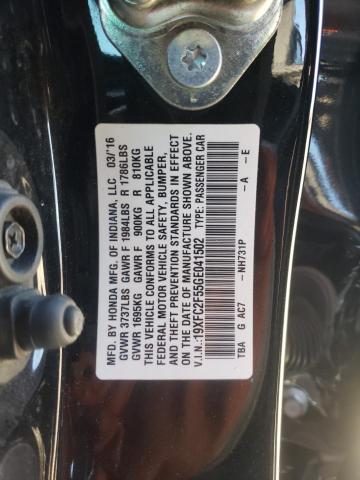 MFD. BY HONDA MFG. OF INDIANA, LLC 03/'16
GVWR 3737LBS GAWR F 1984LBS R 1786LBS
GVWR 1695KG GAWR F 900KG R 810KG
THIS VEHICLE CONFORMS TO ALL APPLICABLE
FEDERAL MOTOR VEHICLE SAFETY, BUMPER,
AND THEFT PREVENTION STANDARDS IN EFFECT
ON THE DATE OF MANUFACTURE SHOWN ABOVE.
V.I.N.:19XFC2F55GE041502 TYPE: PASSENGER CAR
-NH731P -A -E
TBA G AC7